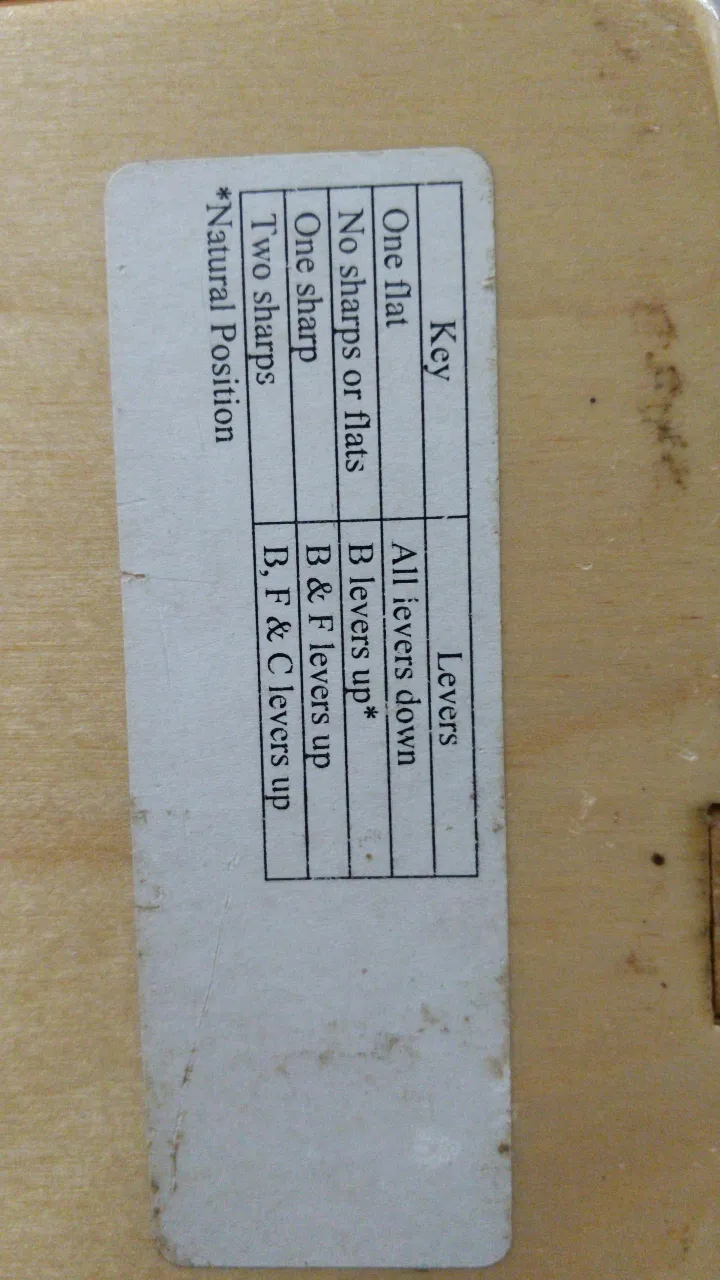 Key Levers
One flat All levers down
No sharps or flats B levers up*
One sharp B & F levers up
Two sharps B, F & C levers up
*Natural Position